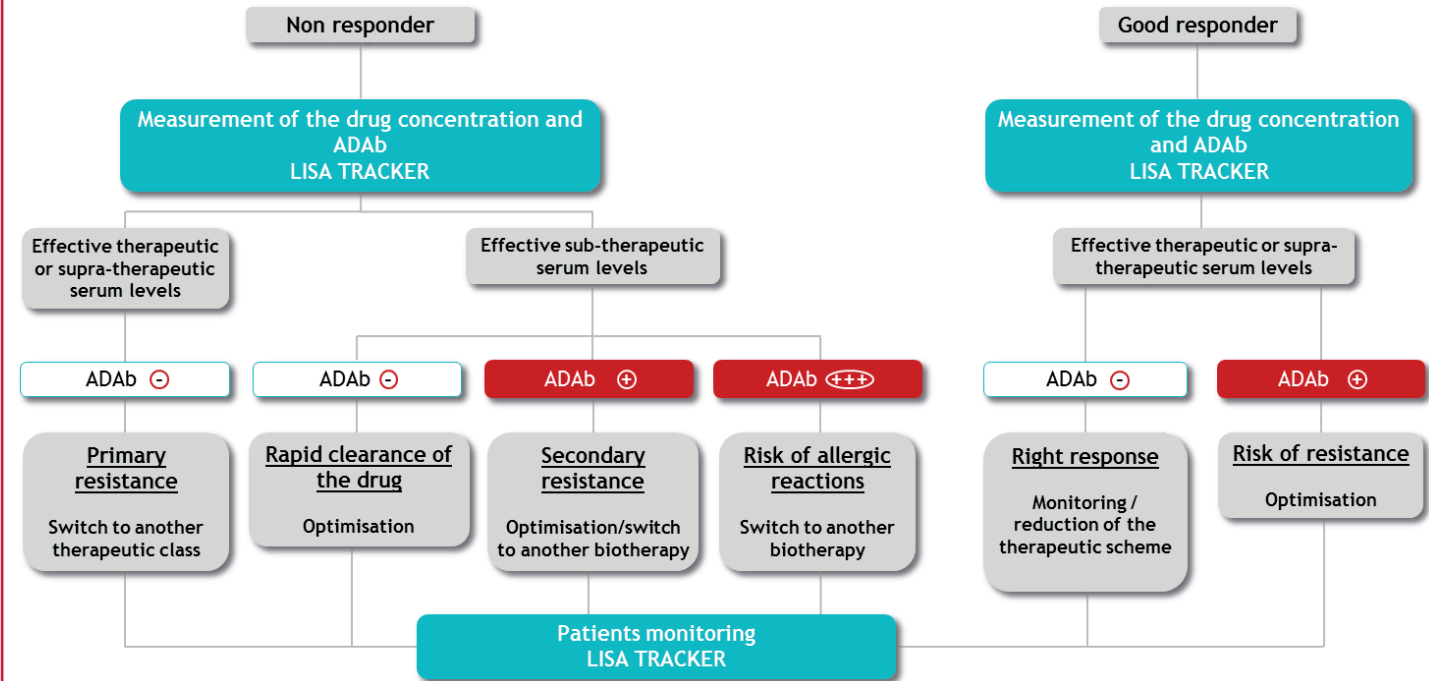 Non responder
Good responder
Measurement of the drug concentration and
ADAb
LISA TRACKER
Measurement of the drug concentration
and ADAb
LISA TRACKER
Effective therapeutic
or supra-therapeutic
serum levels
Effective sub-therapeutic
serum levels
Effective therapeutic or supra-
therapeutic serum levels
ADAb -
ADAb -
ADAb +
ADAb +++
ADAb -
ADAb +
Primary
resistance
Switch to another
therapeutic class
Rapid clearance of
the drug
Optimisation
Secondary
resistance
Optimisation/switch
to another biotherapy
Risk of allergic
reactions
Switch to another
biotherapy
Right response
Monitoring /
reduction of the
therapeutic scheme
Risk of resistance
Optimisation
Patients monitoring
LISA TRACKER